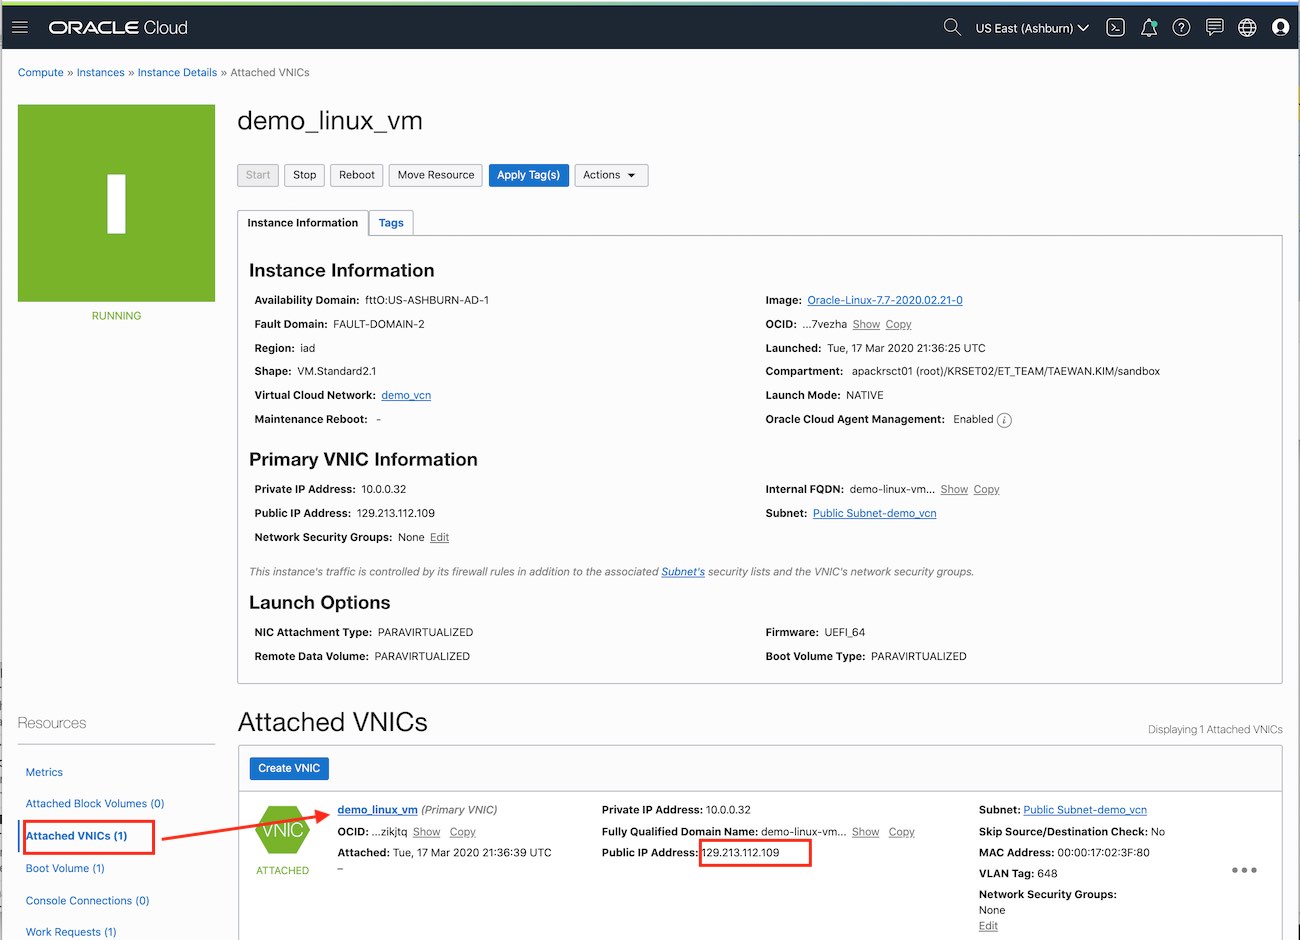 ORACLE Cloud
US East (Ashburn)
Compute » Instances » Instance Details » Attached VNICs
demo_linux_vm
Start Stop Reboot Move Resource Apply Tag(s) Actions
RUNNING
Instance Information Tags
Instance Information
Availability Domain: fttO:US-ASHBURN-AD-1
Fault Domain: FAULT-DOMAIN-2
Region: iad
Shape: VM.Standard2.1
Virtual Cloud Network: demo_vcn
Maintenance Reboot: -
Image: Oracle-Linux-7.7-2020.02.21-0
OCID: ...7vezha Show Copy
Launched: Tue, 17 Mar 2020 21:36:25 UTC
Compartment: apackrsct01 (root)/KRSET02/ET_TEAM/TAEWAN.KIM/sandbox
Launch Mode: NATIVE
Oracle Cloud Agent Management: Enabled i
Primary VNIC Information
Private IP Address: 10.0.0.32
Public IP Address: 129.213.112.109
Network Security Groups: None Edit
Internal FQDN: demo-linux-vm... Show Copy
Subnet: Public Subnet-demo_vcn
This instance's traffic is controlled by its firewall rules in addition to the associated Subnet's security lists and the VNIC's network security groups.
Launch Options
NIC Attachment Type: PARAVIRTUALIZED
Remote Data Volume: PARAVIRTUALIZED
Firmware: UEFI_64
Boot Volume Type: PARAVIRTUALIZED
Resources
Metrics
Attached Block Volumes (0)
Attached VNICs (1)
Boot Volume (1)
Console Connections (0)
Work Requests (1)
Attached VNICs
Displaying 1 Attached VNICs
Create VNIC
VNIC
ATTACHED
demo_linux_vm (Primary VNIC)
OCID: ...zikjtq Show Copy
Attached: Tue, 17 Mar 2020 21:36:39 UTC
–
Private IP Address: 10.0.0.32
Fully Qualified Domain Name: demo-linux-vm... Show Copy
Public IP Address: 129.213.112.109
Subnet: Public Subnet-demo_vcn
Skip Source/Destination Check: No
MAC Address: 00:00:17:02:3F:80
VLAN Tag: 648
Network Security Groups:
None
Edit